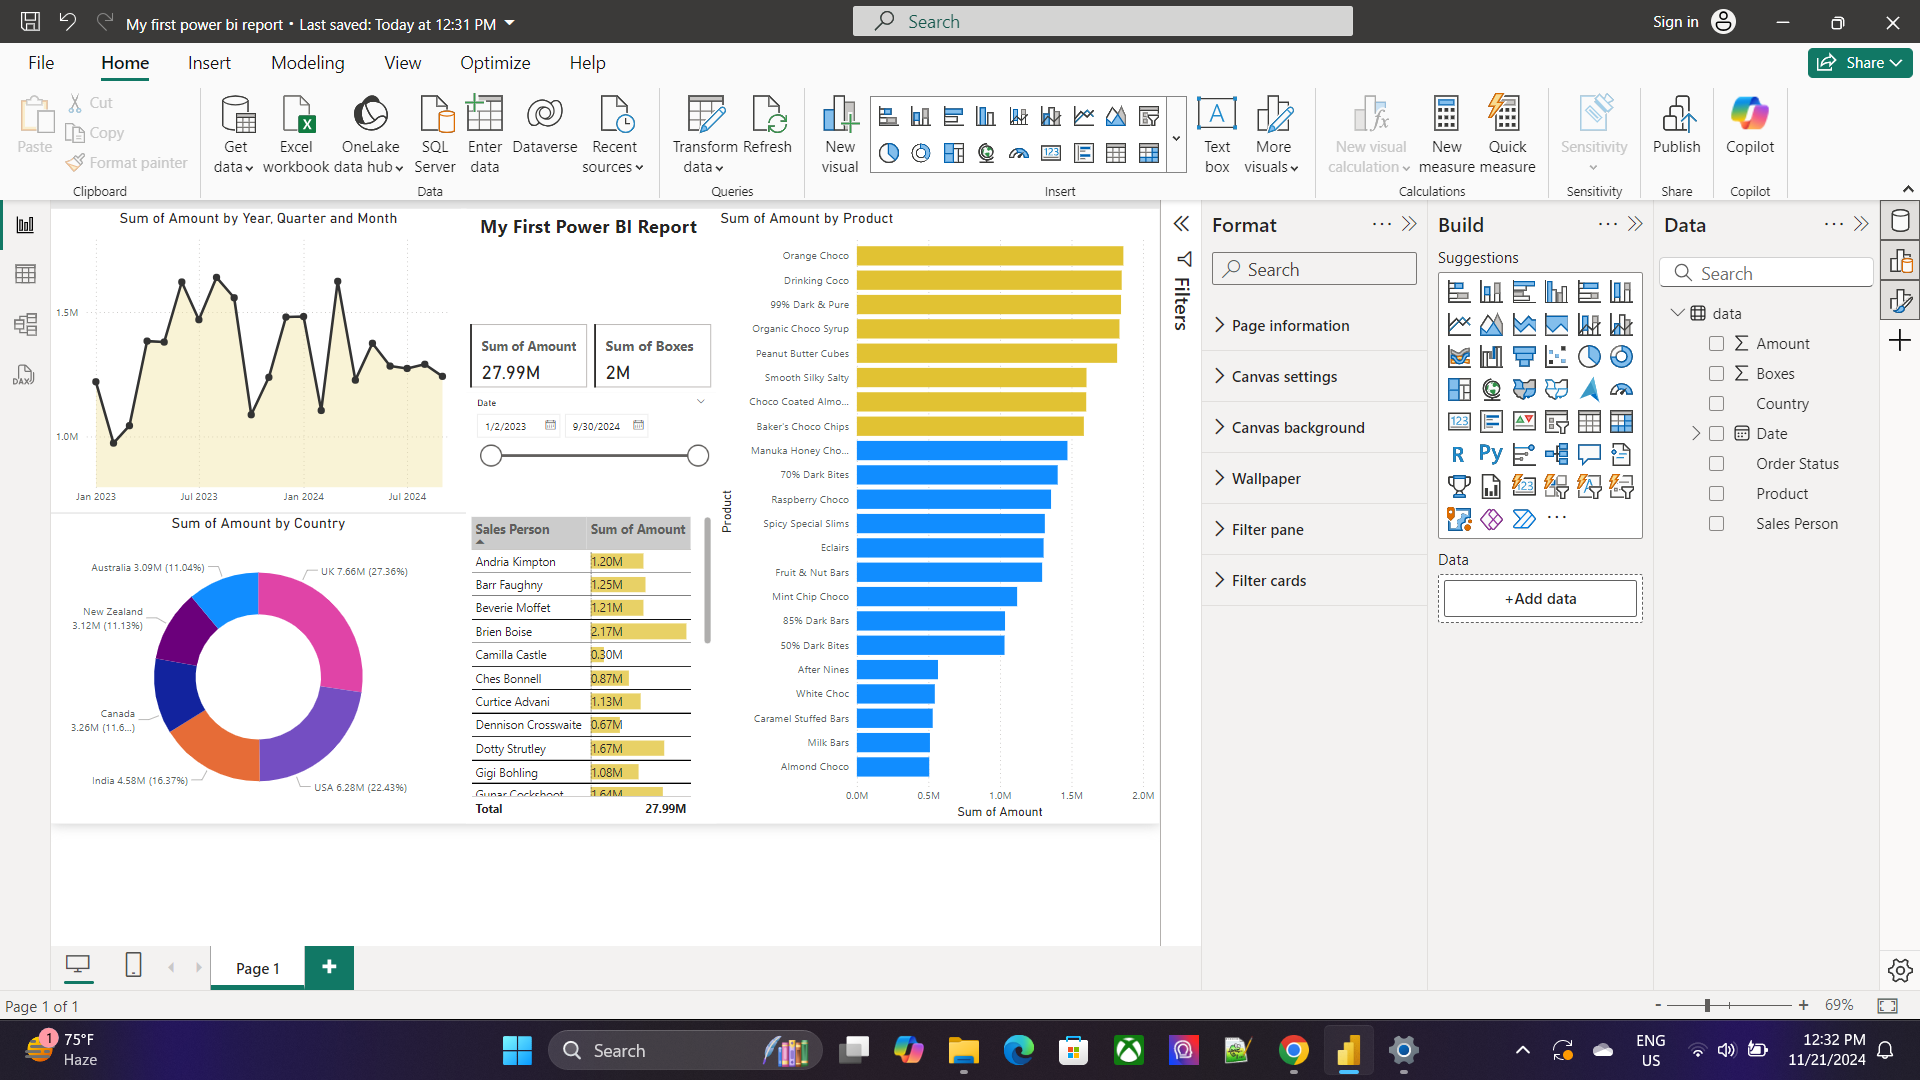 My first power bi report • Last saved: Today at 12:31 PM
Search
Sign in
File
Home
Insert
Modeling
View
Optimize
Help
Share
Paste
Cut
Copy
Format painter
Clipboard
Get data
Excel workbook
OneLake data hub
SQL Server
Enter data
Dataverse
Recent sources
Data
Transform data
Refresh
Queries
New visual
Text box
More visuals
Insert
New visual calculation
New measure
Quick measure
Calculations
Sensitivity
Sensitivity
Publish
Share
Copilot
Copilot
DAX
Sum of Amount by Year, Quarter and Month
1.5M
1.0M
Jan 2023
Jul 2023
Jan 2024
Jul 2024
Sum of Amount by Country
Australia 3.09M (11.04%)
UK 7.66M (27.36%)
New Zealand
3.12M (11.13%)
Canada
3.26M (11.6...)
India 4.58M (16.37%)
USA 6.28M (22.43%)
My First Power BI Report
Sum of Amount
27.99M
Sum of Boxes
2M
Date
1/2/2023
9/30/2024
Sales Person Sum of Amount
Andria Kimpton 1.20M
Barr Faughny 1.25M
Beverie Moffet 1.21M
Brien Boise 2.17M
Camilla Castle 0.30M
Ches Bonnell 0.87M
Curtice Advani 1.13M
Dennison Crosswaite 0.67M
Dotty Strutley 1.67M
Gigi Bohling 1.08M
Gunar Cockshoot 1.64M
Total 27.99M
Sum of Amount by Product
Product
Orange Choco
Drinking Coco
99% Dark & Pure
Organic Choco Syrup
Peanut Butter Cubes
Smooth Silky Salty
Choco Coated Almo...
Baker's Choco Chips
Manuka Honey Cho...
70% Dark Bites
Raspberry Choco
Spicy Special Slims
Eclairs
Fruit & Nut Bars
Mint Chip Choco
85% Dark Bars
50% Dark Bites
After Nines
White Choc
Caramel Stuffed Bars
Milk Bars
Almond Choco
0.0M 0.5M 1.0M 1.5M 2.0M
Sum of Amount
Filters
Format
Search
Page information
Canvas settings
Canvas background
Wallpaper
Filter pane
Filter cards
Build
Suggestions
123
R
Py
123
Data
+Add data
Data
Search
data
Amount
Boxes
Country
Date
Order Status
Product
Sales Person
Page 1
Page 1 of 1
69%
1
75°F
Haze
Search
ENG
US
12:32 PM
11/21/2024